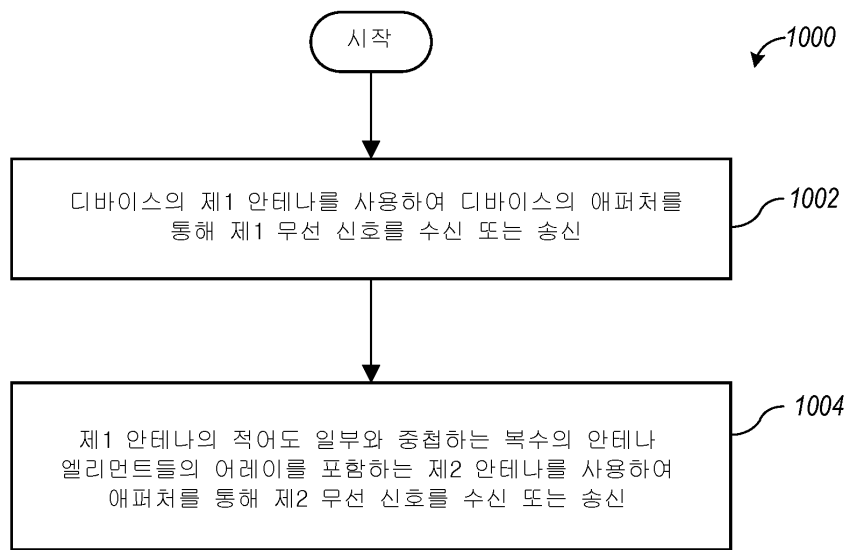 시작
1000
디바이스의 제1 안테나를 사용하여 디바이스의 애퍼처를
통해 제1 무선 신호를 수신 또는 송신
1002
제1 안테나의 적어도 일부와 중첩하는 복수의 안테나
엘리먼트들의 어레이를 포함하는 제2 안테나를 사용하여
애퍼처를 통해 제2 무선 신호를 수신 또는 송신
1004